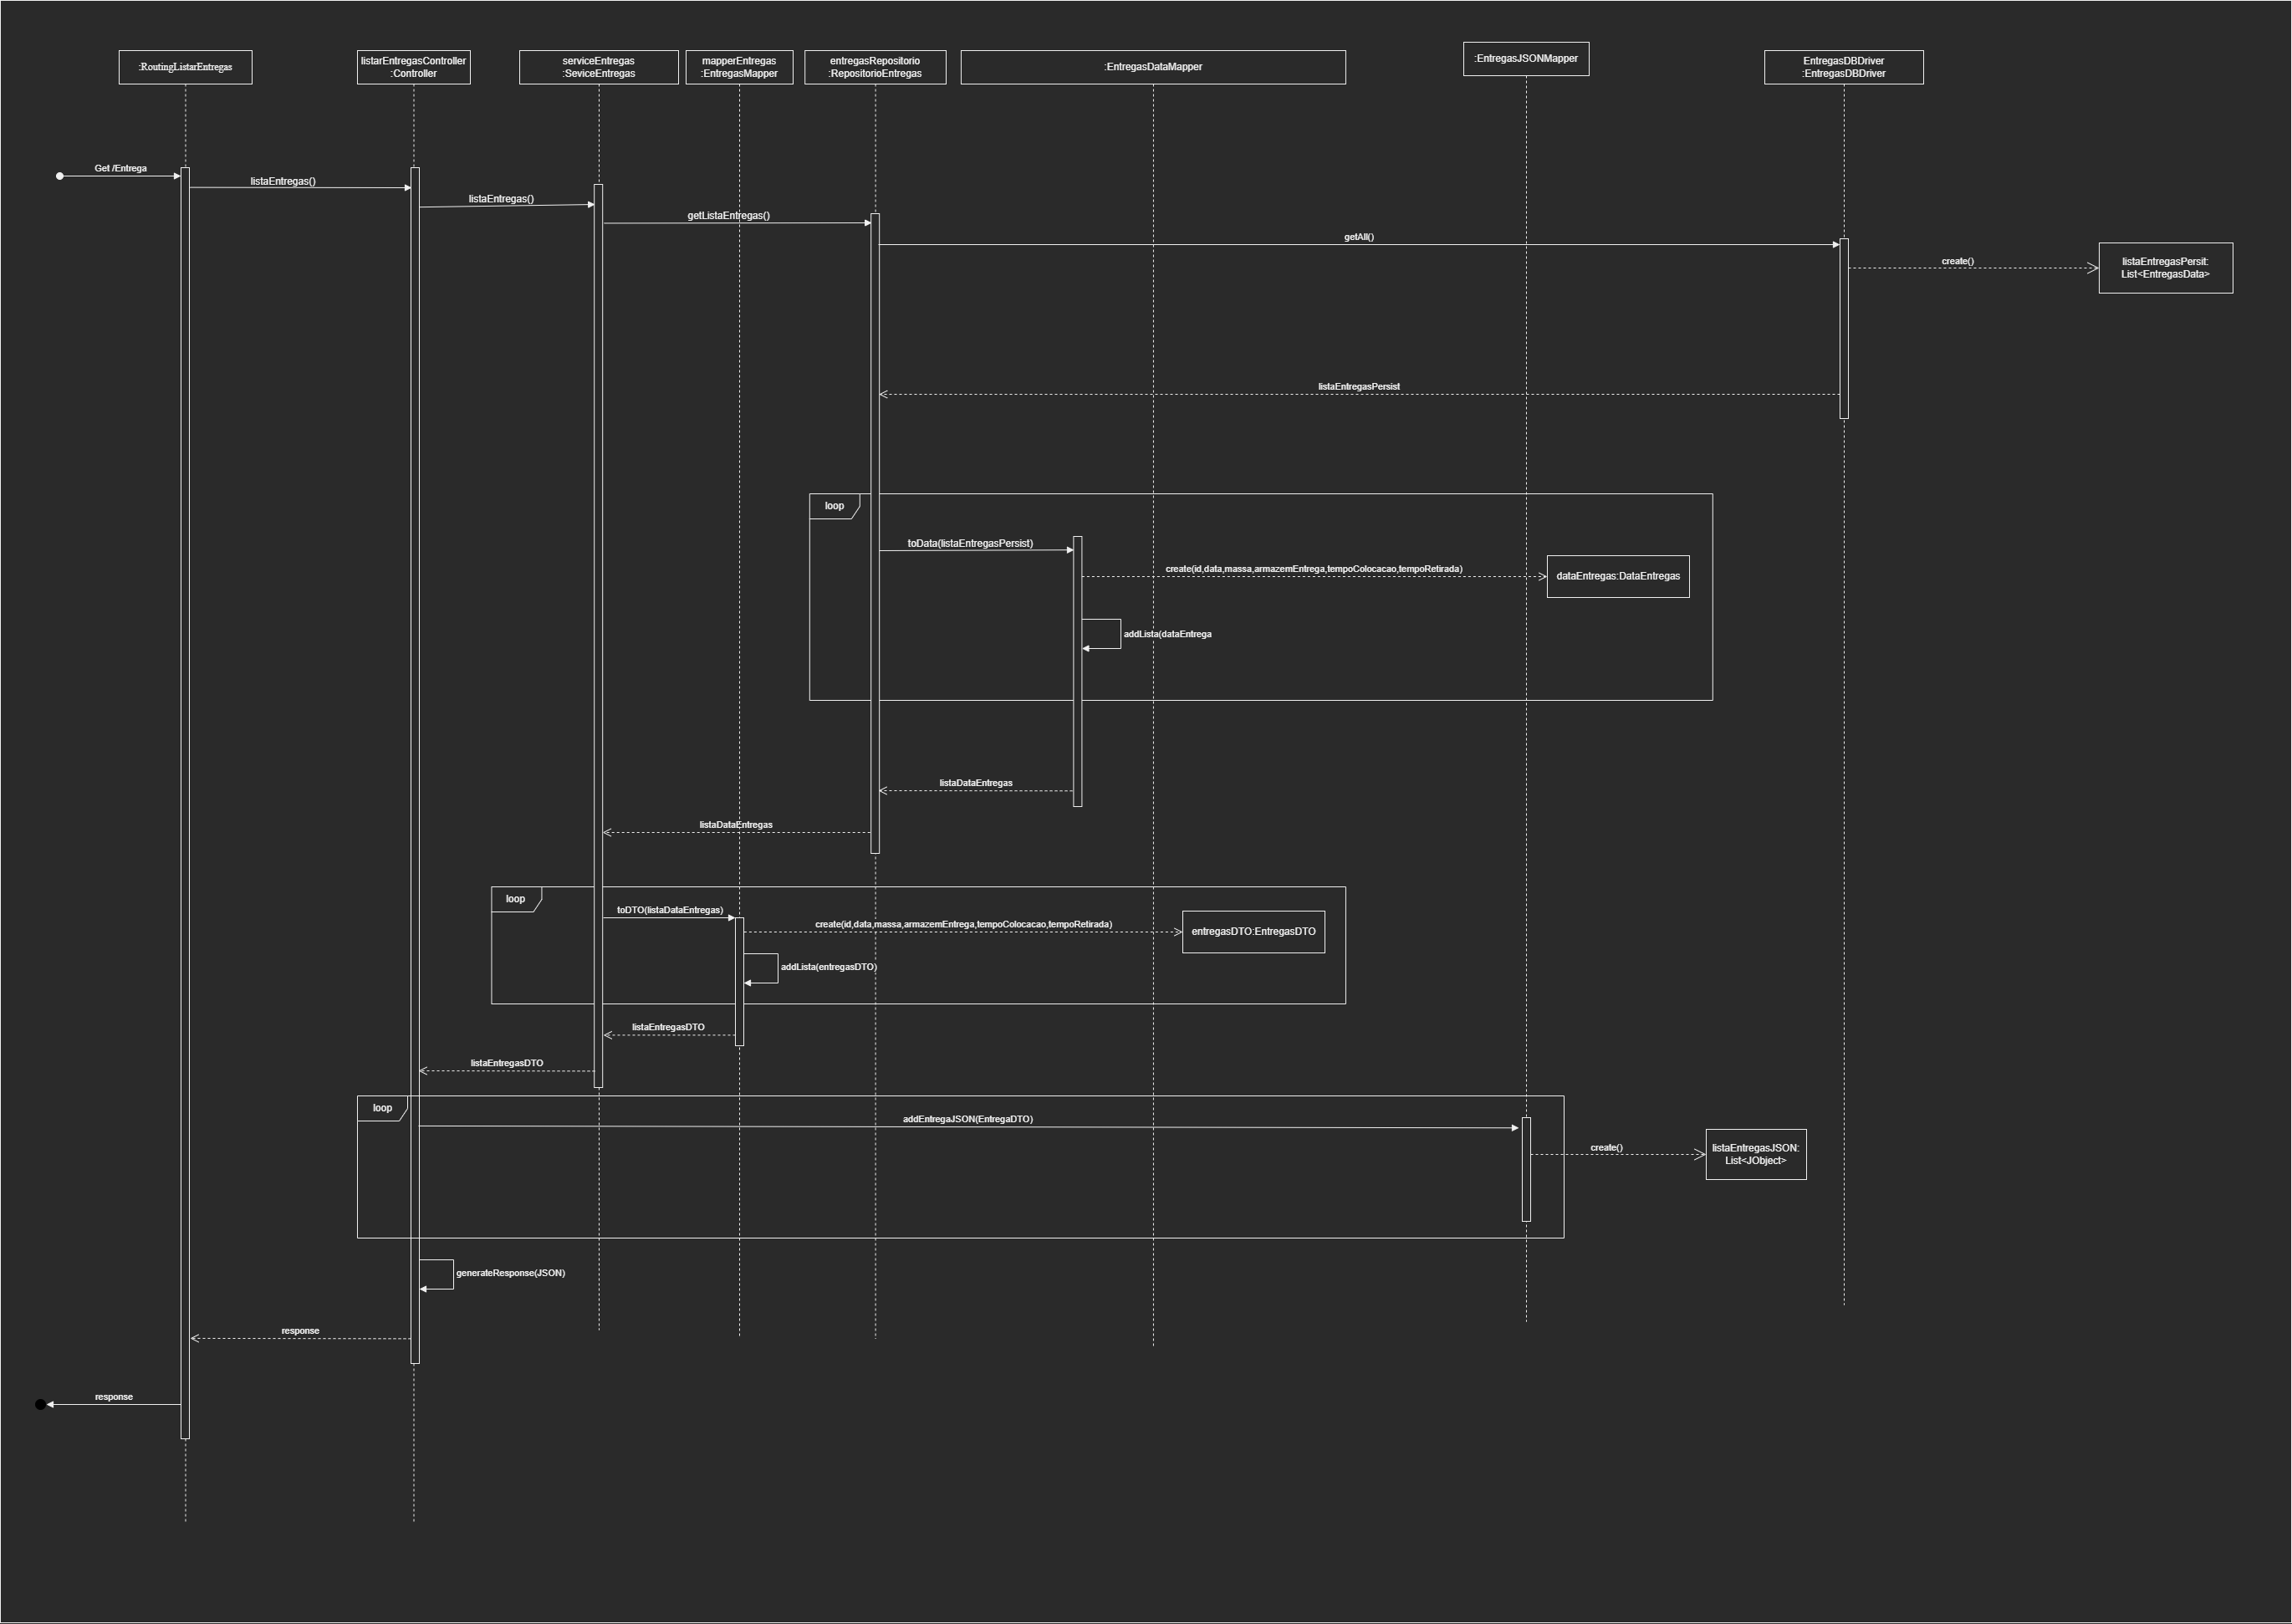 :RoutingListarEntregas
listarEntregasController
:Controller
serviceEntregas
:SeviceEntregas
mapperEntregas
:EntregasMapper
entregasRepositorio
:RepositorioEntregas
:EntregasDataMapper
:EntregasJSONMapper
EntregasDBDriver
:EntregasDBDriver
Get /Entrega
listaEntregas()
listaEntregas()
getListaEntregas()
getAll()
create()
listaEntregasPersit:
List<EntregasData>
listaEntregasPersist
loop
toData(listaEntregasPersist)
create(id,data,massa,armazemEntrega,tempoColocacao,tempoRetirada)
dataEntregas:DataEntregas
addLista(dataEntrega
listaDataEntregas
listaDataEntregas
loop
toDTO(listaDataEntregas)
create(id,data,massa,armazemEntrega,tempoColocacao,tempoRetirada)
entregasDTO:EntregasDTO
addLista(entregasDTO)
listaEntregasDTO
listaEntregasDTO
loop
addEntregaJSON(EntregaDTO)
create()
listaEntregasJSON:
List<JObject>
generateResponse(JSON)
response
response